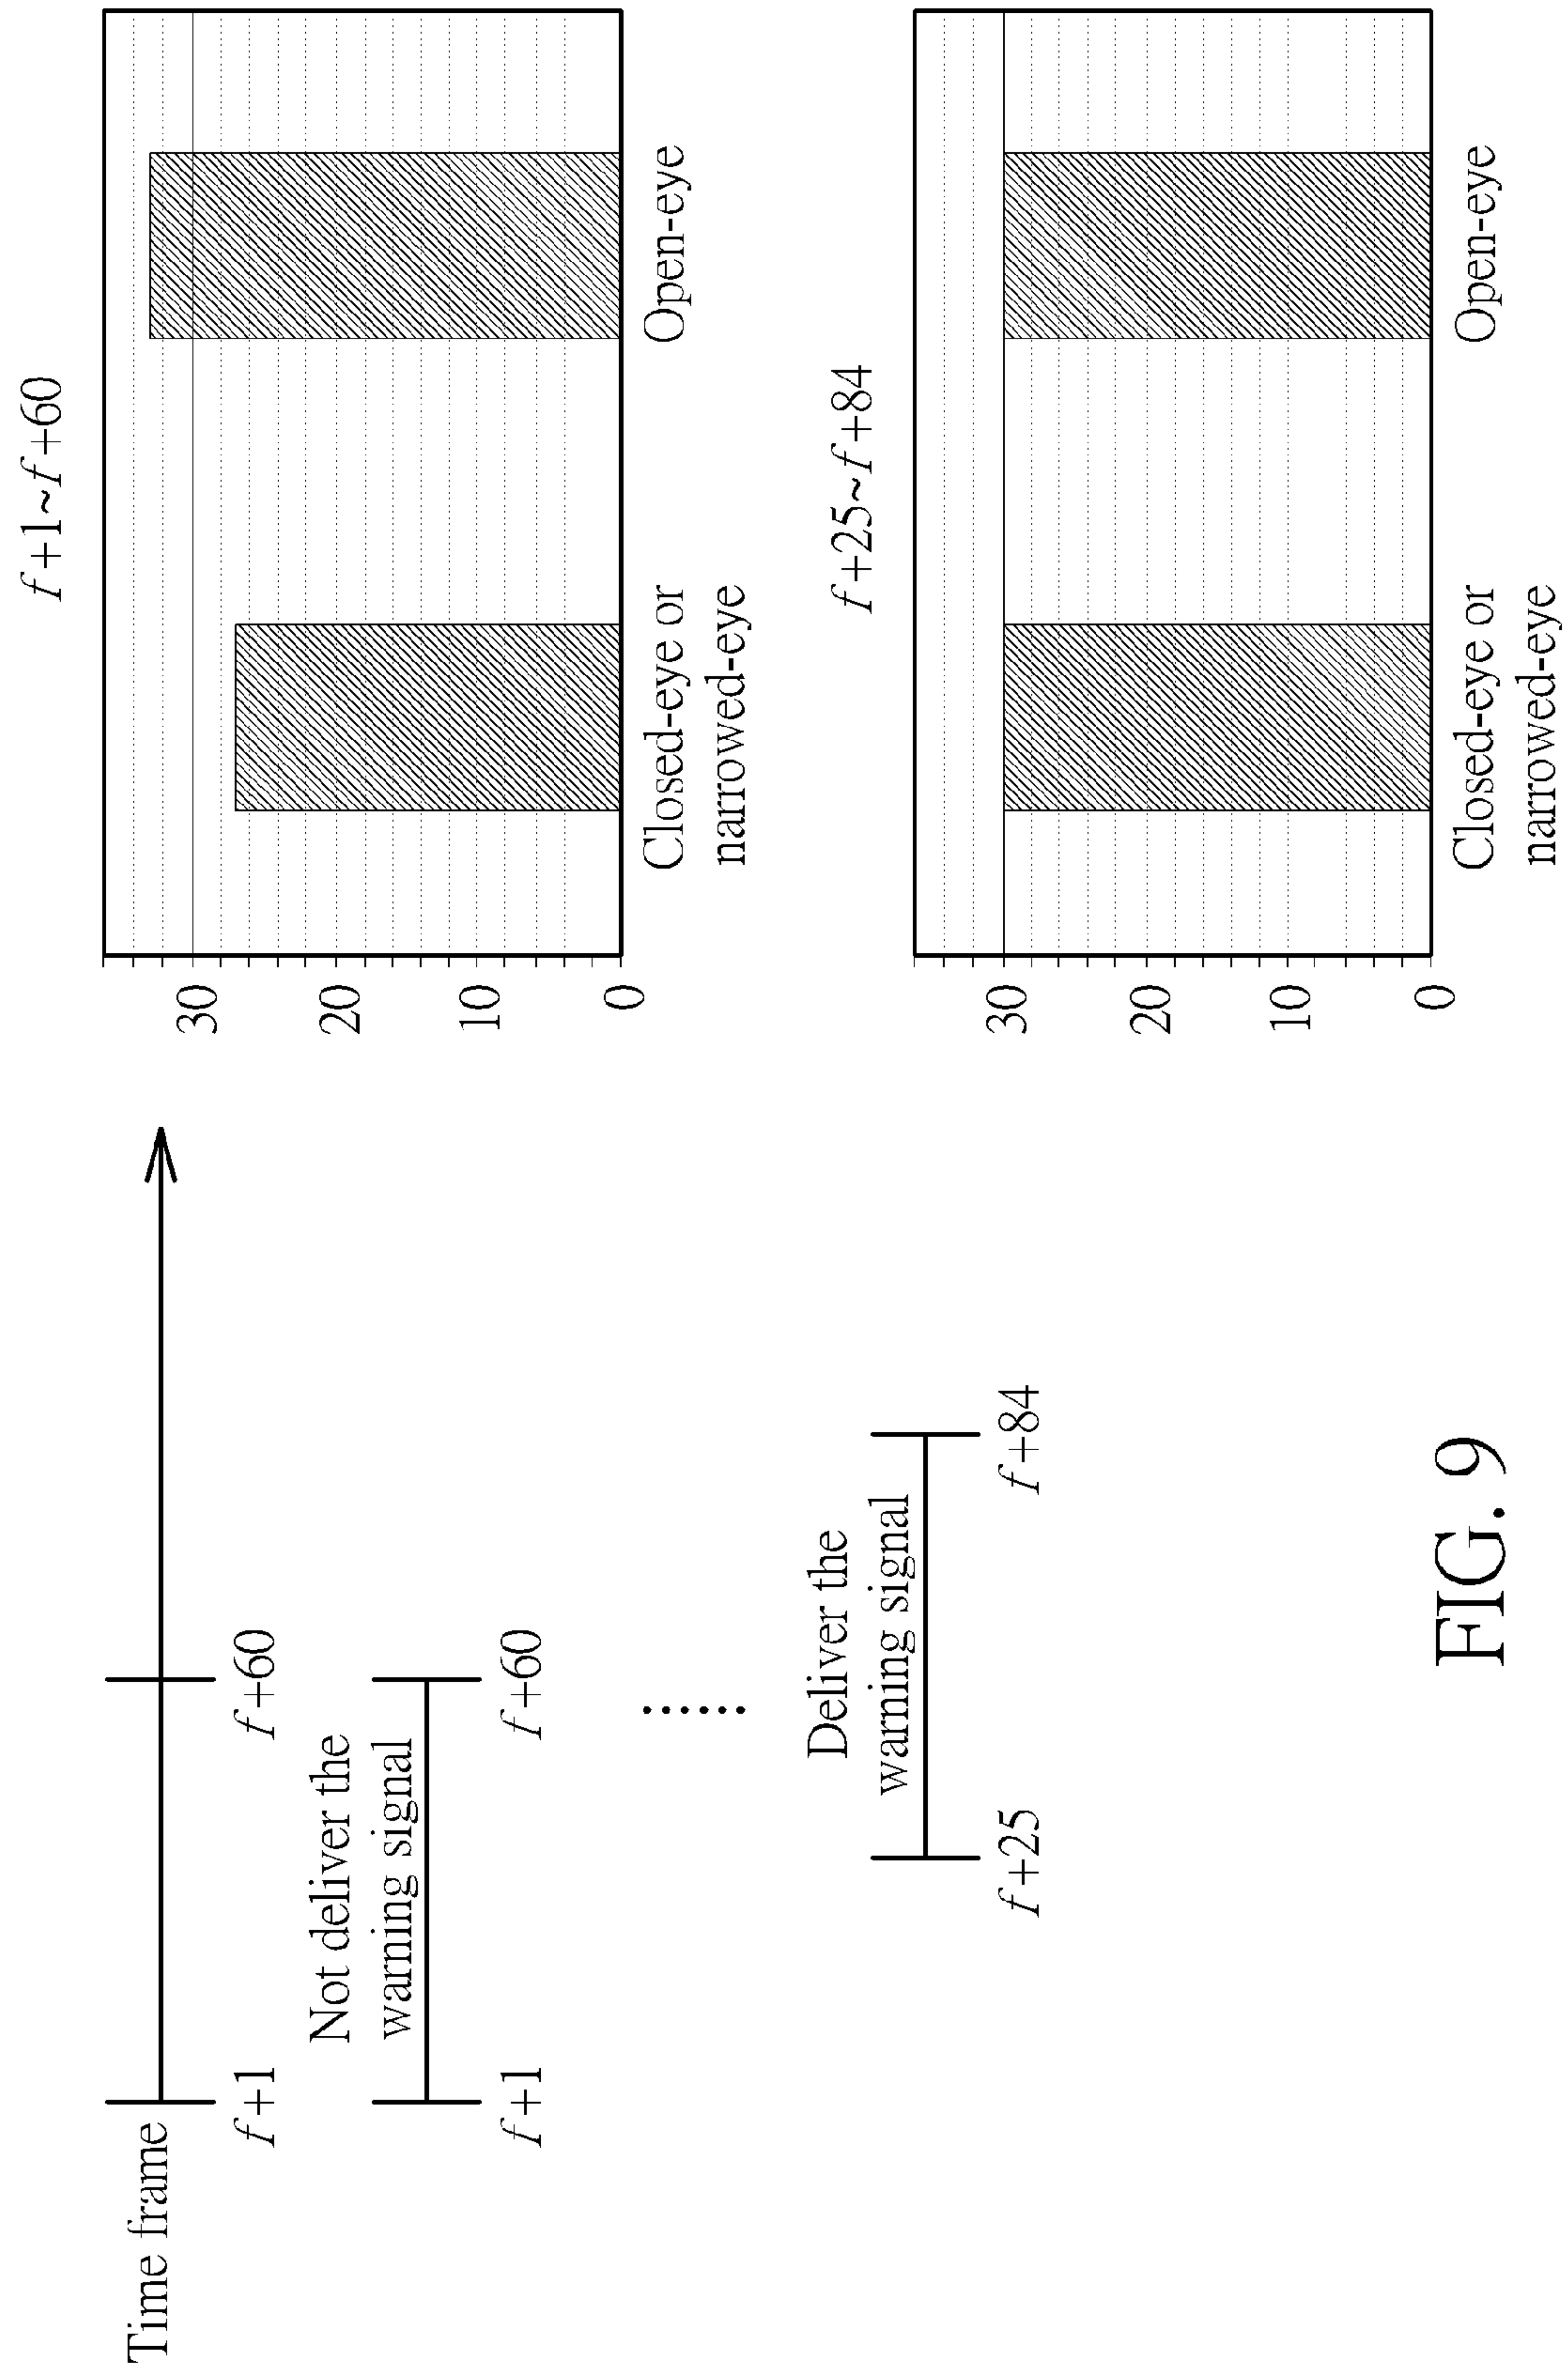 Time frame
f+1
f+60
Not deliver the
warning signal
f+1
f+60
Deliver the
warning signal
f+25
f+84
f+1~f+60
30
20
10
0
Closed-eye or
narrowed-eye
Open-eye
f+25~f+84
30
20
10
0
Closed-eye or
narrowed-eye
Open-eye
FIG. 9